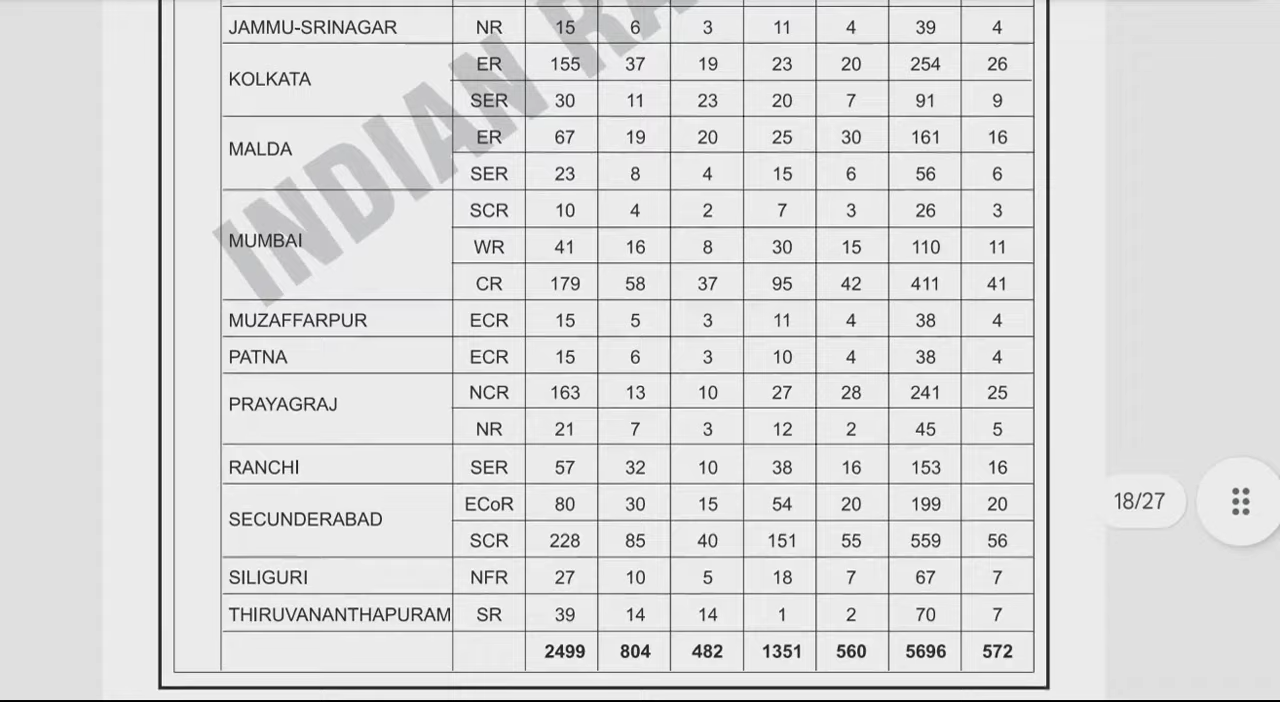 JAMMU-SRINAGAR NR 15 6 3 11 4 39 4
KOLKATA ER 155 37 19 23 20 254 26
SER 30 11 23 20 7 91 9
MALDA ER 67 19 20 25 30 161 16
SER 23 8 4 15 6 56 6
MUMBAI SCR 10 4 2 7 3 26 3
WR 41 16 8 30 15 110 11
CR 179 58 37 95 42 411 41
MUZAFFARPUR ECR 15 5 3 11 4 38 4
PATNA ECR 15 6 3 10 4 38 4
PRAYAGRAJ NCR 163 13 10 27 28 241 25
NR 21 7 3 12 2 45 5
RANCHI SER 57 32 10 38 16 153 16
SECUNDERABAD ECoR 80 30 15 54 20 199 20
SCR 228 85 40 151 55 559 56
SILIGURI NFR 27 10 5 18 7 67 7
THIRUVANANTHAPURAM SR 39 14 14 1 2 70 7
2499 804 482 1351 560 5696 572
INDIAN
18/27